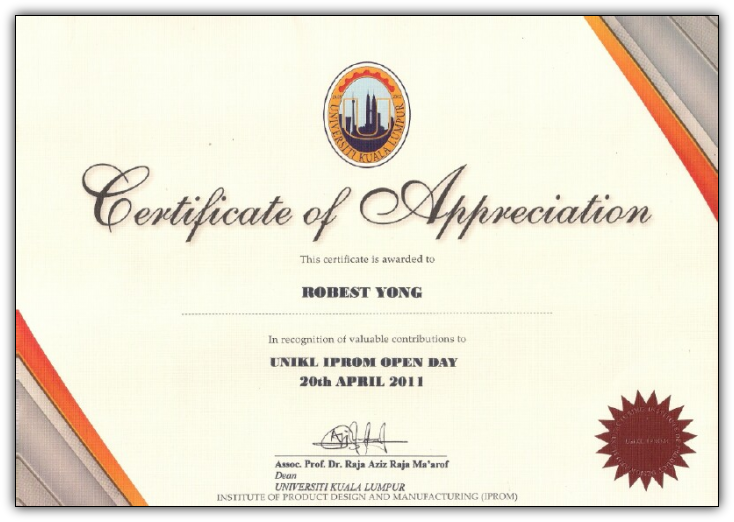 UNIVERSITI KUALA LUMPUR
Certificate of Appreciation
This certificate is awarded to
ROBEST YONG
In recognition of valuable contributions to
UNIKL IPROM OPEN DAY
20th APRIL 2011
Assoc. Prof. Dr. Raja Aziz Raja Ma'arof
Dean
UNIVERSITI KUALA LUMPUR
INSTITUTE OF PRODUCT DESIGN AND MANUFACTURING (IPROM)